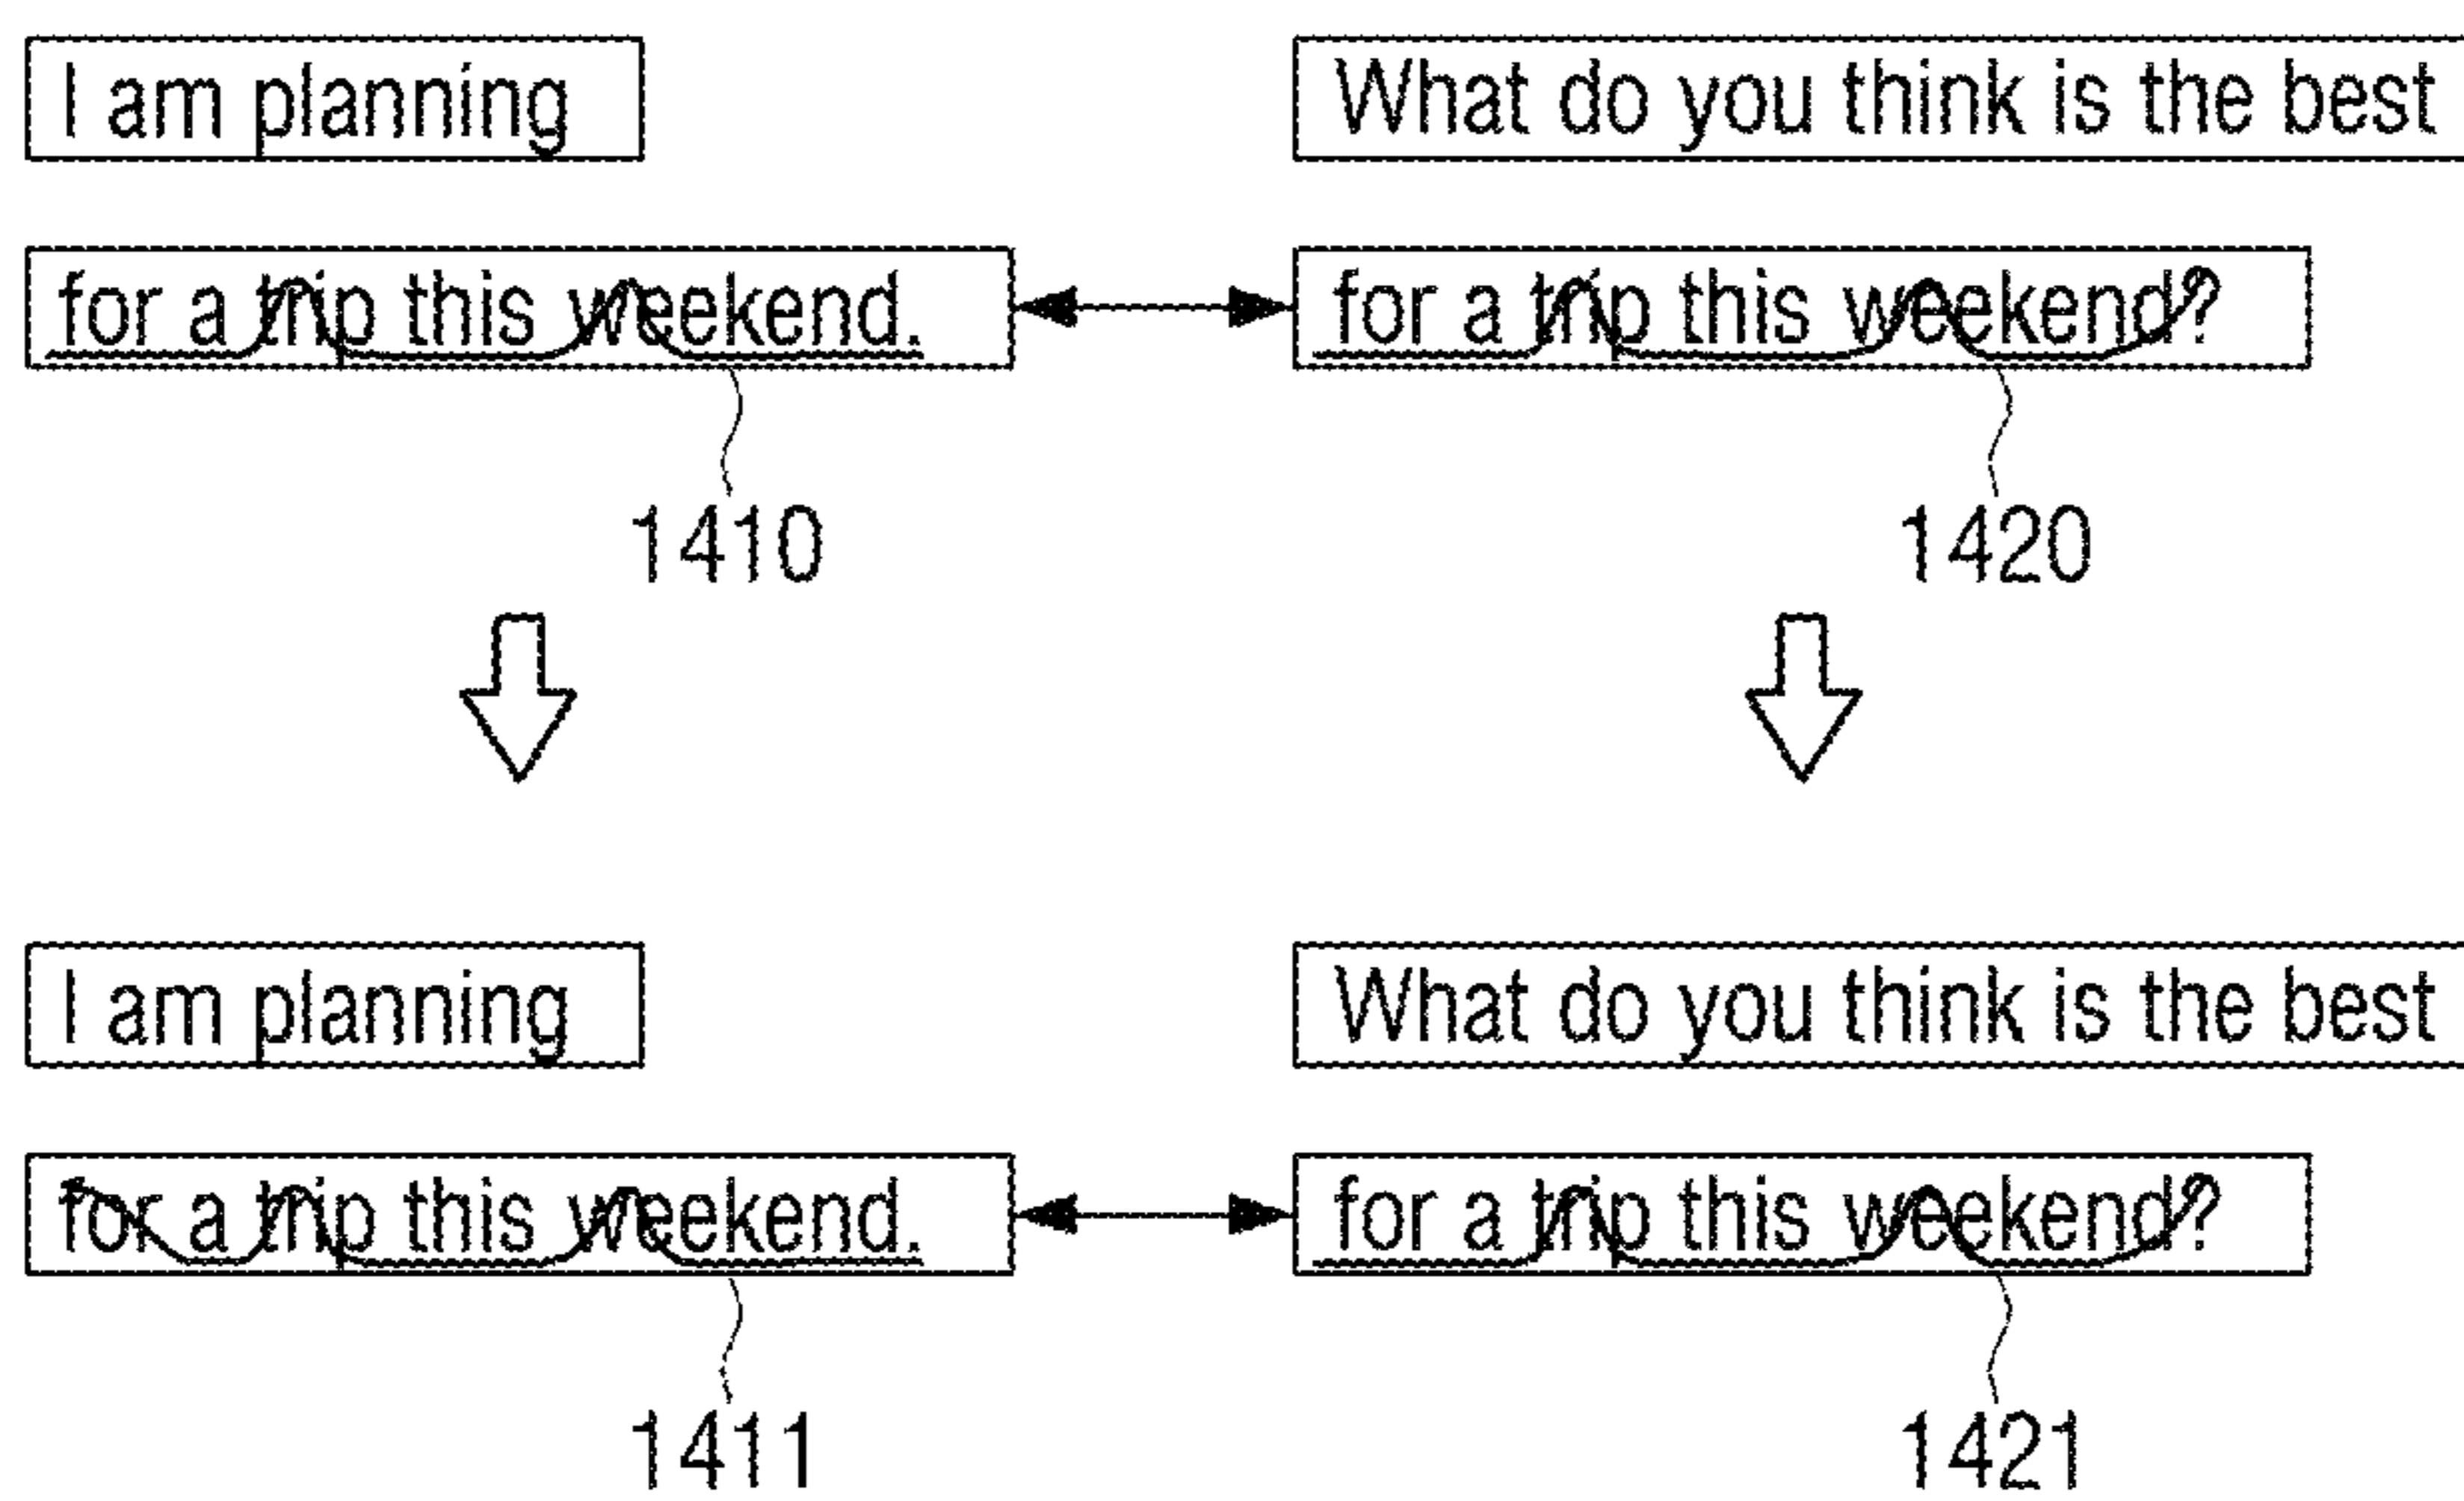 I am planning
What do you think is the best
for a trip this weekend.
for a trip this weekend?
1410
1420
I am planning
What do you think is the best
for a trip this weekend.
for a trip this weekend?
1411
1421